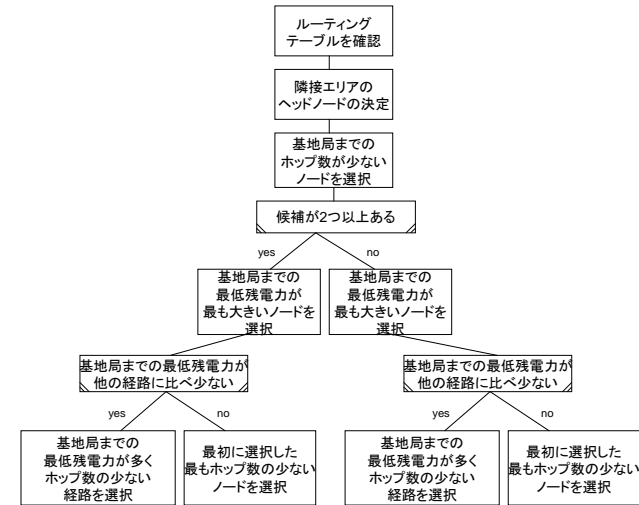 ルーティング
テーブルを確認
隣接エリアの
ヘッドノードの決定
基地局までの
ホップ数が少ない
ノードを選択
候補が2つ以上ある
yes
no
基地局までの
最低残電力が
最も大きいノードを
選択
基地局までの
最低残電力が
最も大きいノードを
選択
基地局までの最低残電力が
他の経路に比べ少ない
基地局までの最低残電力が
他の経路に比べ少ない
yes
no
yes
no
基地局までの
最低残電力が多く
ホップ数の少ない
経路を選択
最初に選択した
最もホップ数の少ない
ノードを選択
基地局までの
最低残電力が多く
ホップ数の少ない
経路を選択
最初に選択した
最もホップ数の少ない
ノードを選択